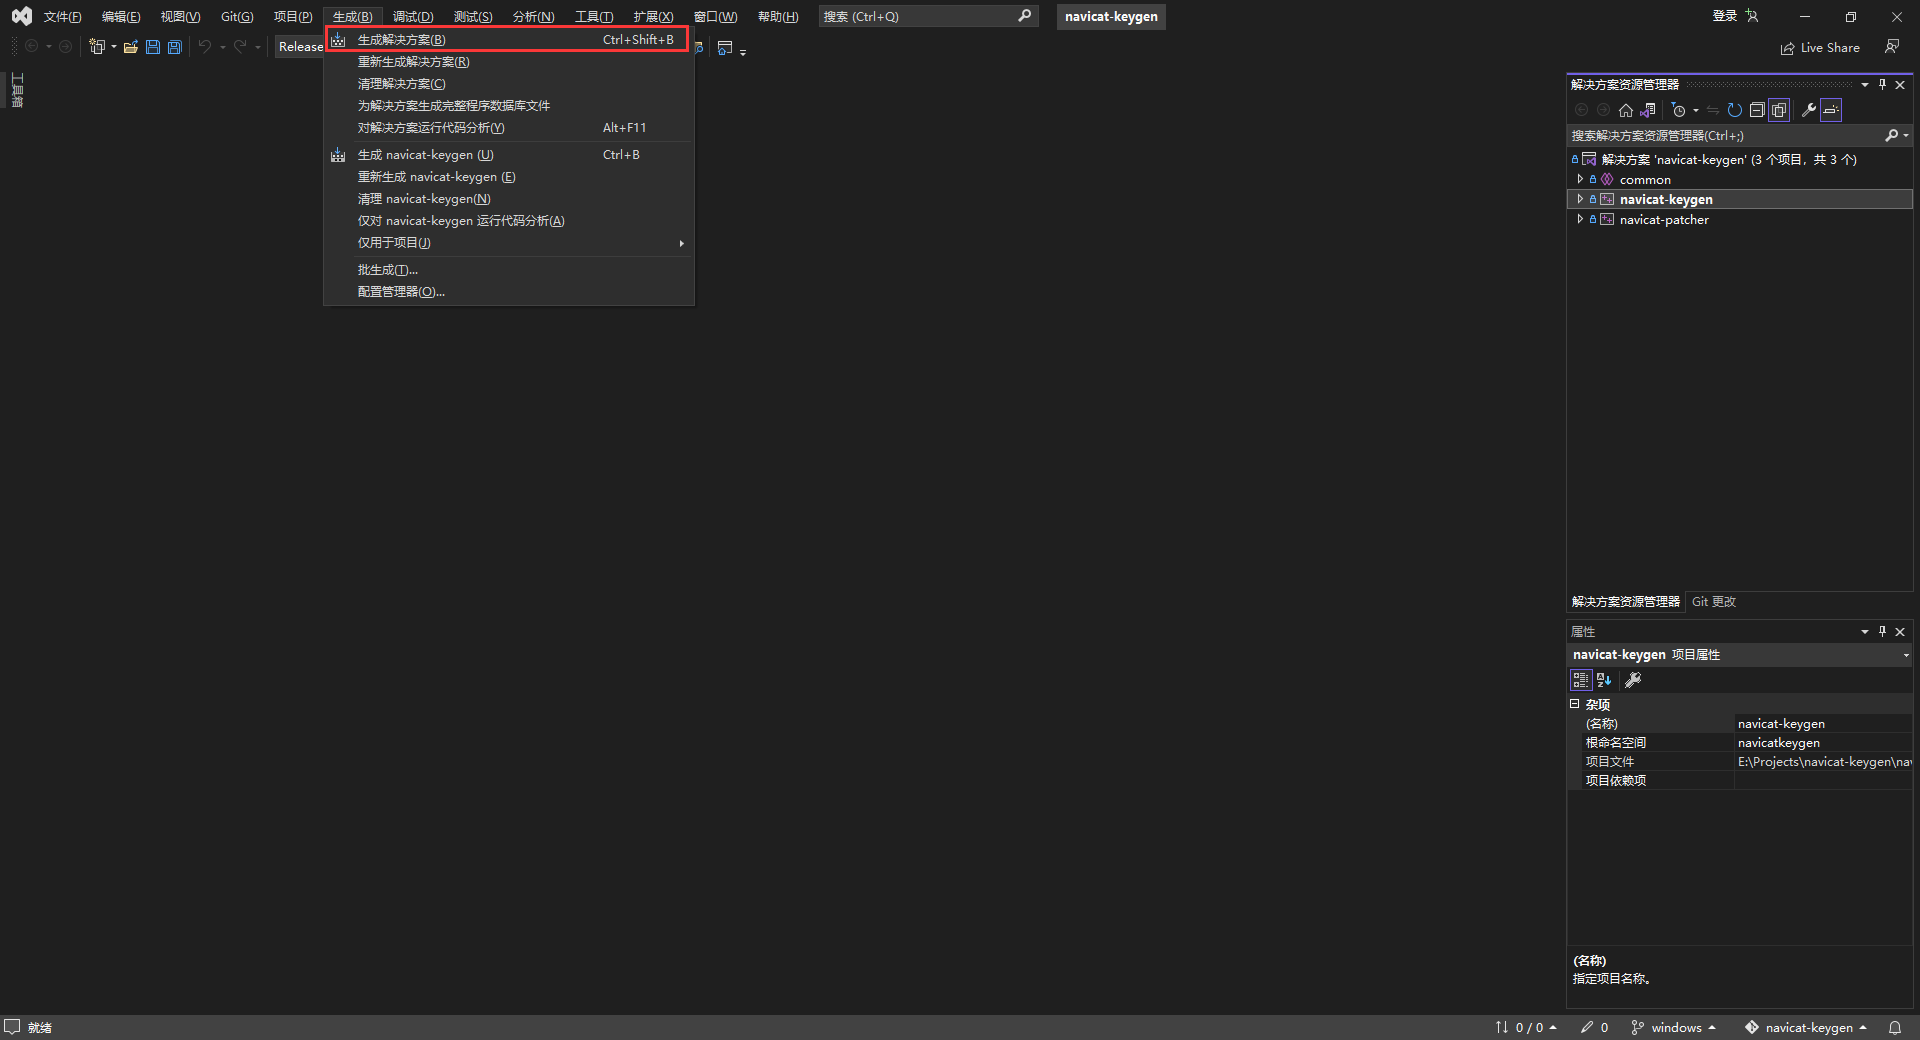 文件(F) 编辑(E) 视图(V) Git(G) 项目(P) 生成(B) 调试(D) 测试(S) 分析(N) 工具(T) 扩展(X) 窗口(W) 帮助(H) 搜索 (Ctrl+Q) navicat-keygen 登录
Release
Live Share
生成解决方案(B) Ctrl+Shift+B
重新生成解决方案(R)
清理解决方案(C)
为解决方案生成完整程序数据库文件
对解决方案运行代码分析(Y) Alt+F11
生成 navicat-keygen (U) Ctrl+B
重新生成 navicat-keygen (E)
清理 navicat-keygen(N)
仅对 navicat-keygen 运行代码分析(A)
仅用于项目(J)
批生成(T)...
配置管理器(O)...
工具箱
解决方案资源管理器
搜索解决方案资源管理器(Ctrl+;)
解决方案 'navicat-keygen' (3 个项目，共 3 个)
common
navicat-keygen
navicat-patcher
解决方案资源管理器 Git 更改
属性
navicat-keygen 项目属性
杂项
(名称) navicat-keygen
根命名空间 navicatkeygen
项目文件 E:\Projects\navicat-keygen\nav
项目依赖项
(名称)
指定项目名称。
就绪 0 / 0 0 windows navicat-keygen